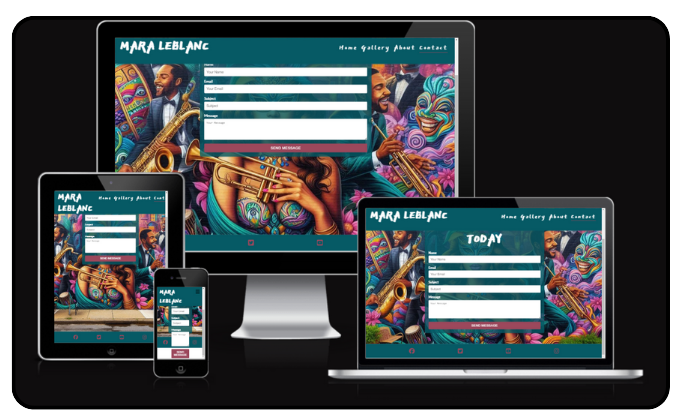 MARA LEBLANC
Home Gallery About Contact
Name
Your Name
Email
Your Email
Subject
Subject
Message
Your Message
SEND MESSAGE
MARA
LEBLANC
Home Gallery About Cont
SEND MESSAGE
MARA
LEBLANC
SEND
MESSAGE
MARA LEBLANC
Home Gallery About Contact
TODAY
Name
Your Name
Email
Your Email
Subject
Subject
Message
Your Message
SEND MESSAGE